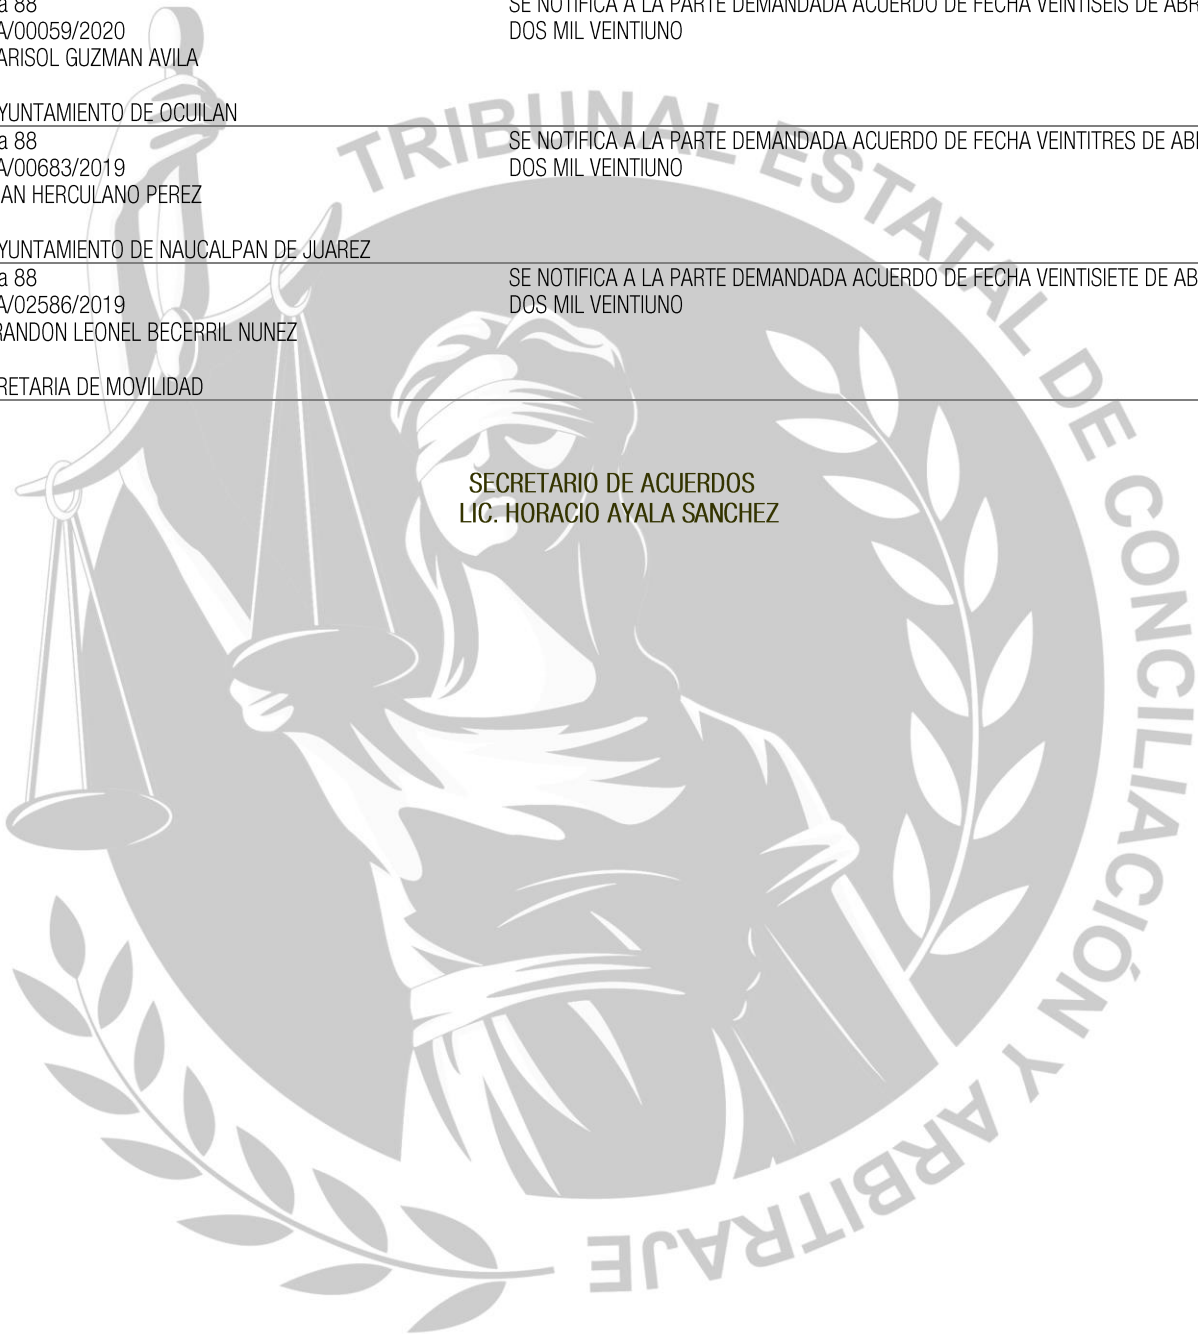 a 88 SE NOTIFICA A LA PARTE DEMANDADA ACUERDO DE FECHA VEINTISEIS DE ABR
A/00059/2020 DOS MIL VEINTIUNO
ARISOL GUZMAN AVILA
YUNTAMIENTO DE OCUILAN
a 88 SE NOTIFICA A LA PARTE DEMANDADA ACUERDO DE FECHA VEINTITRES DE ABR
A/00683/2019 DOS MIL VEINTIUNO
AN HERCULANO PEREZ
YUNTAMIENTO DE NAUCALPAN DE JUAREZ
a 88 SE NOTIFICA A LA PARTE DEMANDADA ACUERDO DE FECHA VEINTISIETE DE AB
A/02586/2019 DOS MIL VEINTIUNO
RANDON LEONEL BECERRIL NUNEZ
RETARIA DE MOVILIDAD
SECRETARIO DE ACUERDOS
LIC. HORACIO AYALA SANCHEZ
TRIBUNAL ESTATAL DE CONCILIACIÓN Y ARBITRAJE